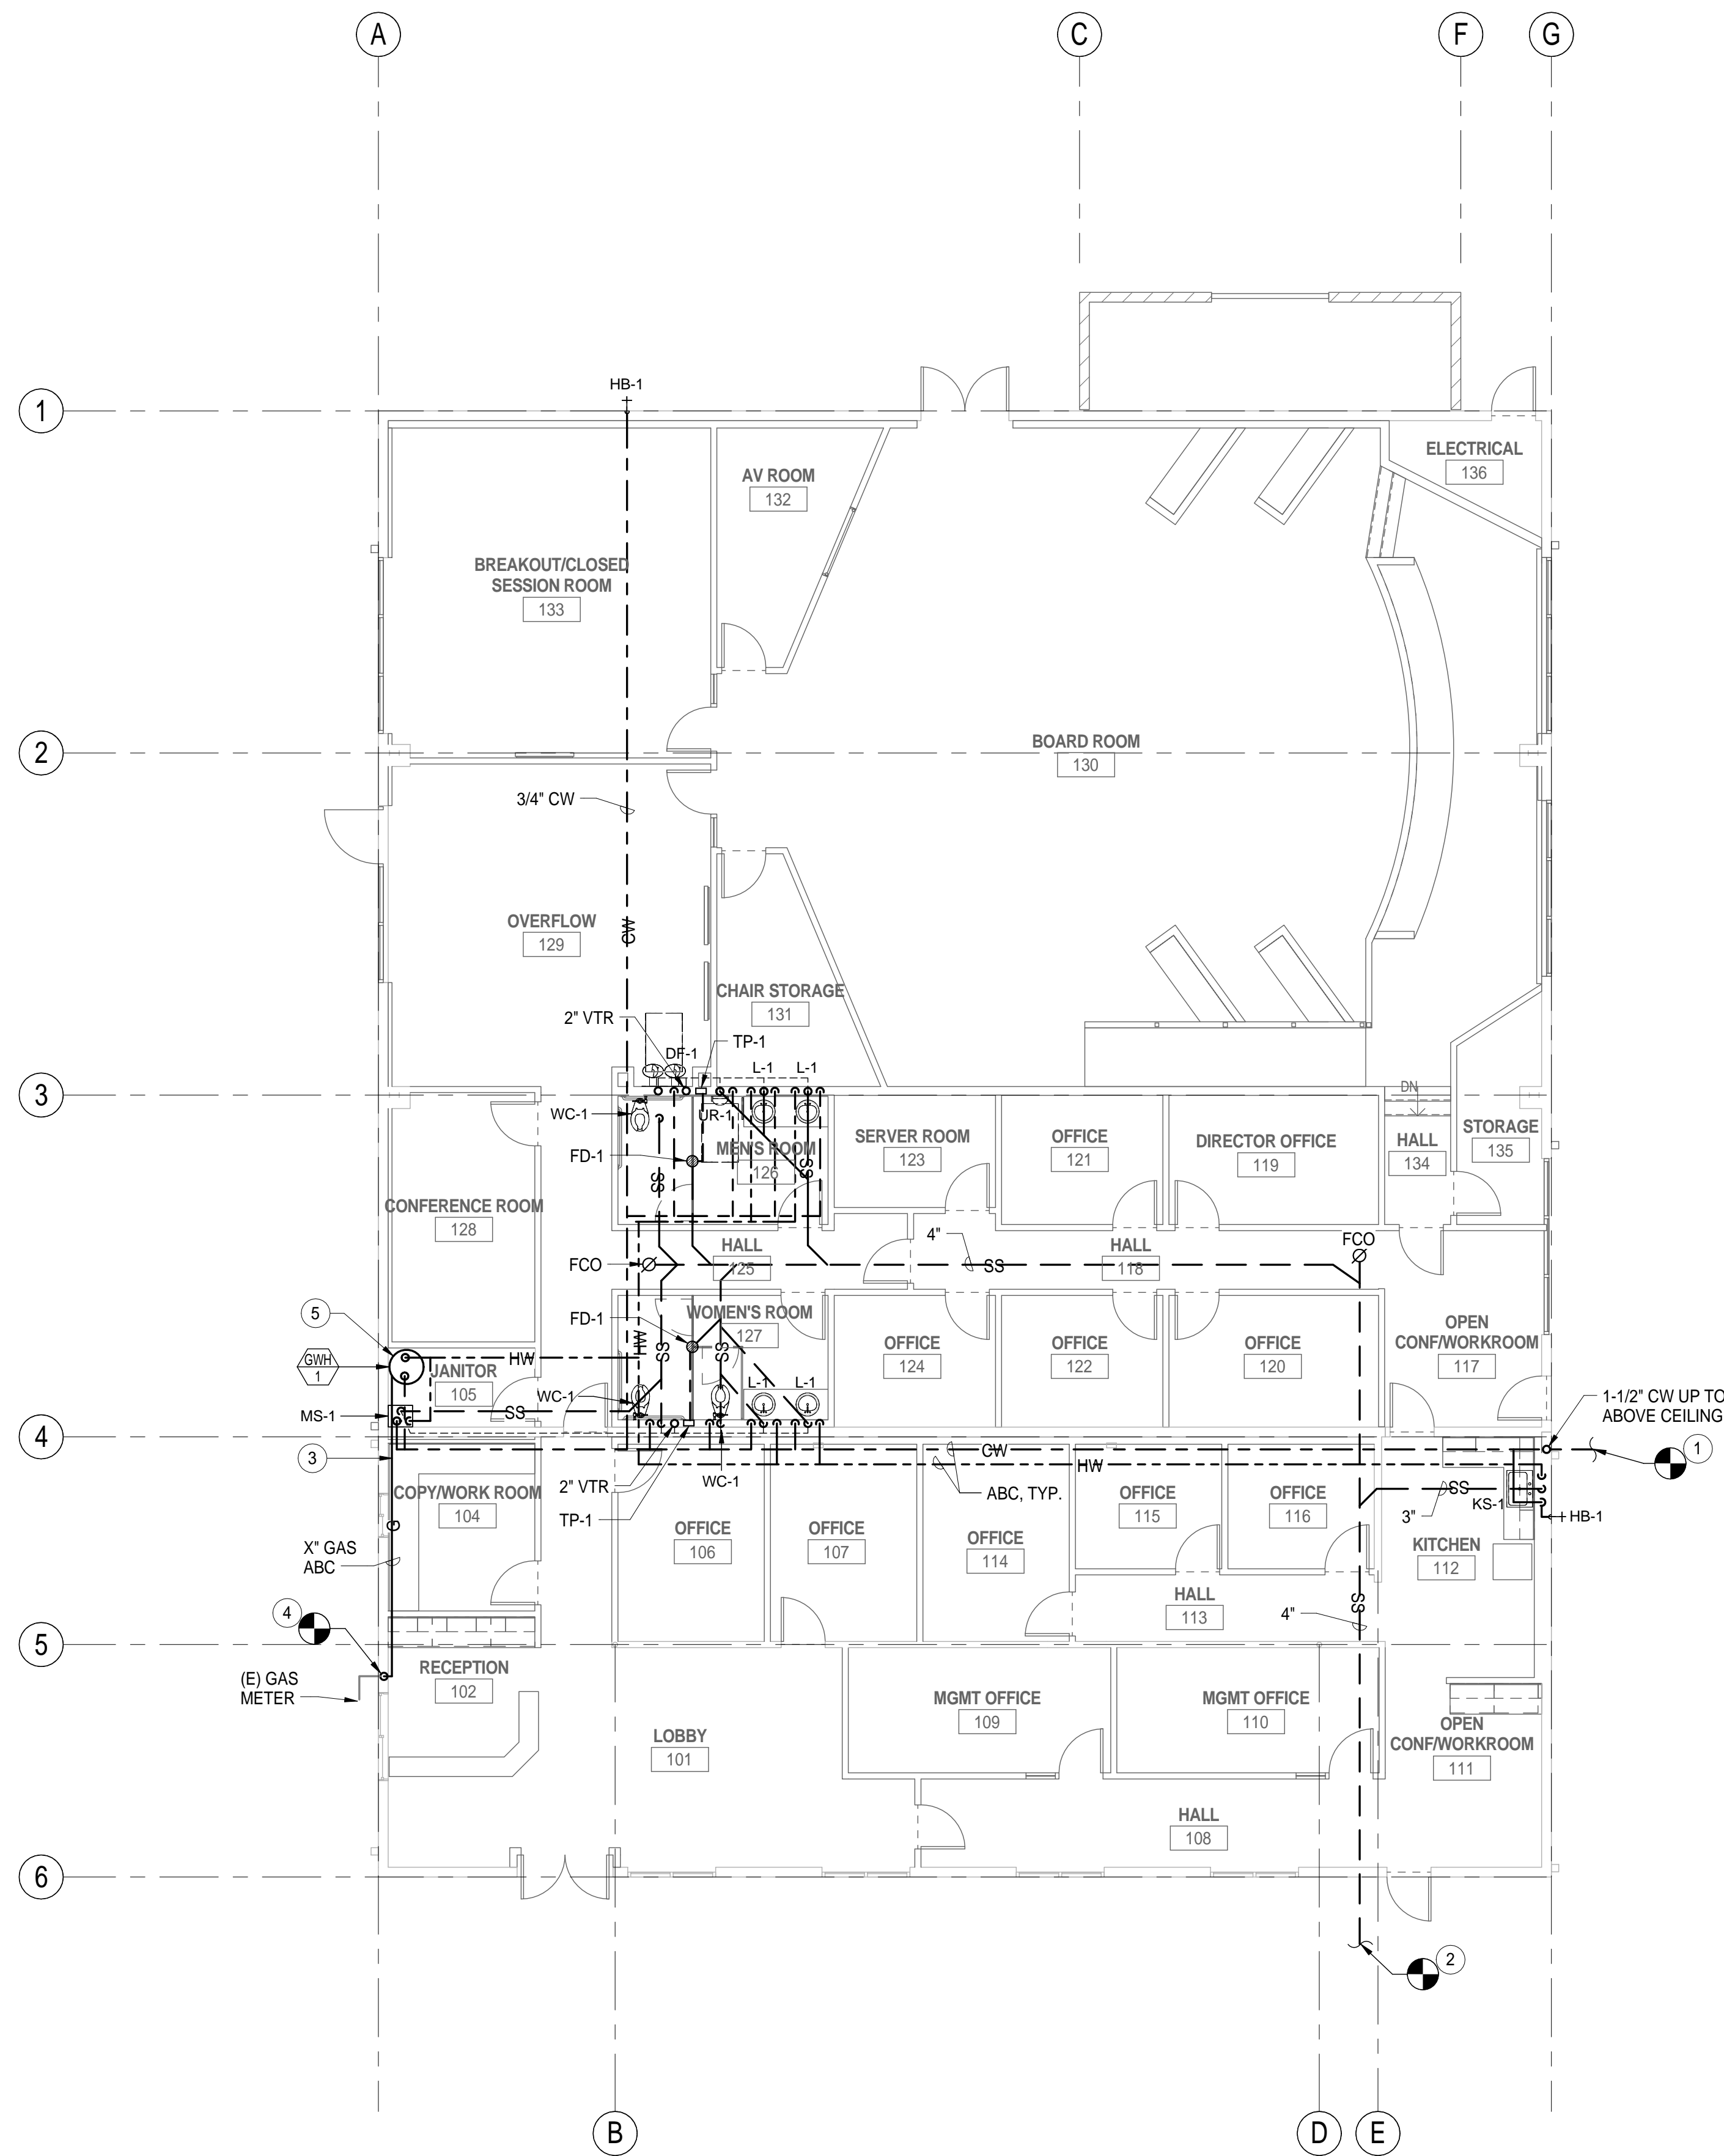 A
C
F
G
HB-1
1
ELECTRICAL
136
AV ROOM
132
BREAKOUT/CLOSED
SESSION ROOM
133
2
BOARD ROOM
130
3/4" CW
OVERFLOW
129
CW
CHAIR STORAGE
131
2" VTR
DF-1
TP-1
L-1
L-1
3
DN
WC-1
UR-1
MEN'S ROOM
126
SS
SS
FD-1
SERVER ROOM
123
OFFICE
121
DIRECTOR OFFICE
119
HALL
134
STORAGE
135
CONFERENCE ROOM
128
HALL
125
FCO
4"
SS
HALL
118
FCO
FD-1
WOMEN'S ROOM
127
OFFICE
124
OFFICE
122
OFFICE
120
OPEN
CONF/WORKROOM
117
5
GWH
1
JANITOR
105
HW
HW
SS
SS
WC-1
L-1
L-1
MS-1
SS
1-1/2" CW UP TO
ABOVE CEILING
4
1
3
CW
HW
2" VTR
WC-1
ABC, TYP.
TP-1
COPY/WORK ROOM
104
OFFICE
106
OFFICE
107
OFFICE
114
OFFICE
115
OFFICE
116
3"
SS
KS-1
HB-1
KITCHEN
112
X" GAS
ABC
HALL
113
4"
SS
4
5
(E) GAS
METER
RECEPTION
102
MGMT OFFICE
109
MGMT OFFICE
110
LOBBY
101
OPEN
CONF/WORKROOM
111
HALL
108
6
2
B
D
E